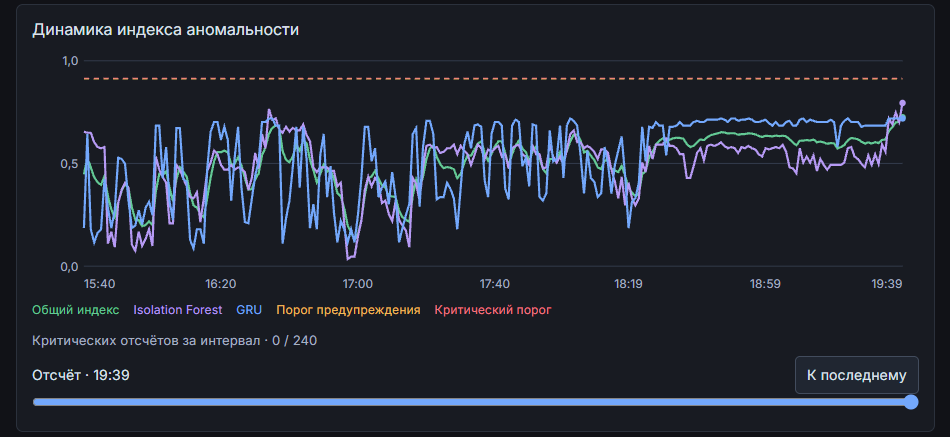 Динамика индекса аномальности
1,0
0,5
0,0
15:40 16:20 17:00 17:40 18:19 18:59 19:39
Общий индекс Isolation Forest GRU Порог предупреждения Критический порог
Критических отсчётов за интервал · 0 / 240
Отсчёт · 19:39
К последнему